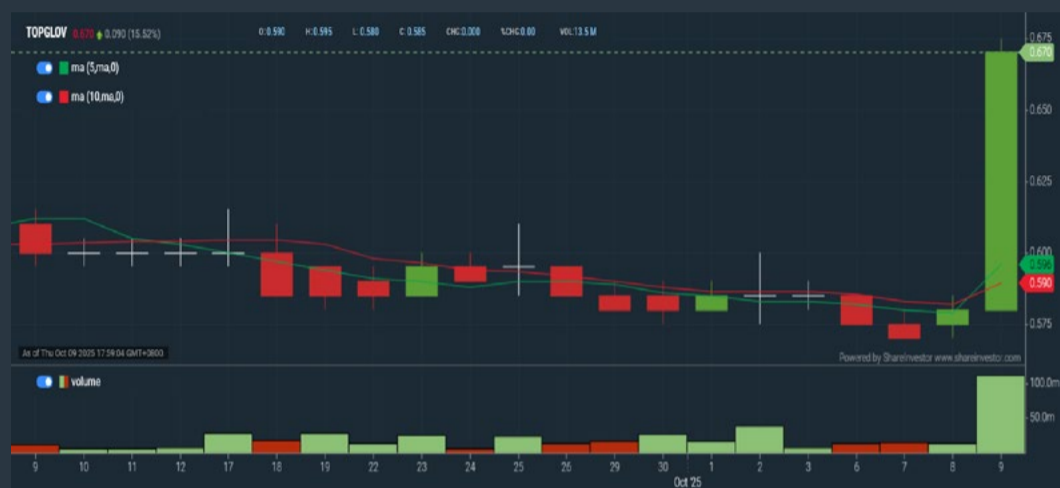 TOPGLOV 0.670 0.090 (15.52%) O:0.590 H:0.595 L:0.580 C:0.585 CHG:0.000 %CHG:0.00 VOL:13.5 M
ma (5,ma,0)
ma (10,ma,0)
0.675
0.670
0.650
0.625
0.600
0.596
0.590
0.575
As of Thu Oct 09 2025 17:59:04 GMT+0800
Powered by ShareInvestor www.shareinvestor.com
volume
100.0m
50.0m
9 10 11 12 17 18 19 22 23 24 25 26 29 30 1 2 3 6 7 8 9
Oct '25